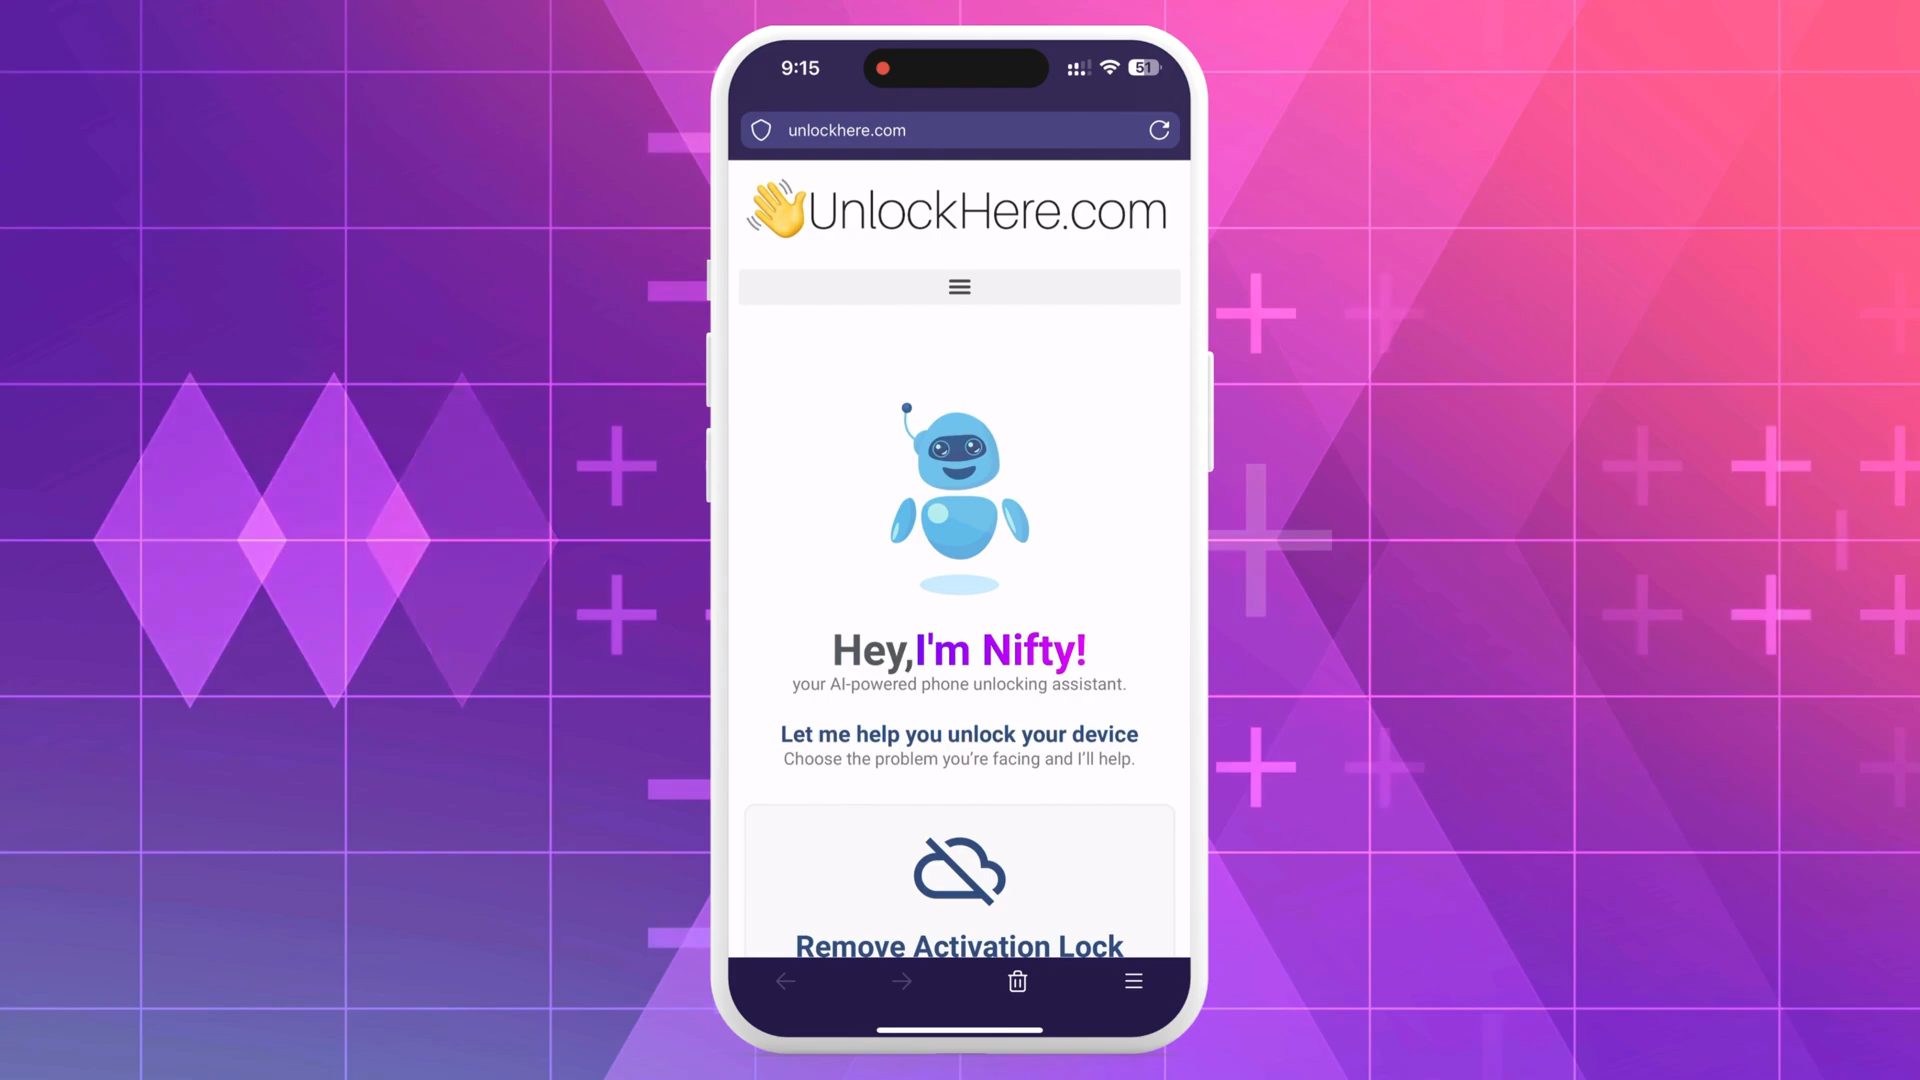 9:15
51
unlockhere.com
UnlockHere.com
Hey,I'm Nifty!
your AI-powered phone unlocking assistant.
Let me help you unlock your device
Choose the problem you’re facing and I’ll help.
Remove Activation Lock